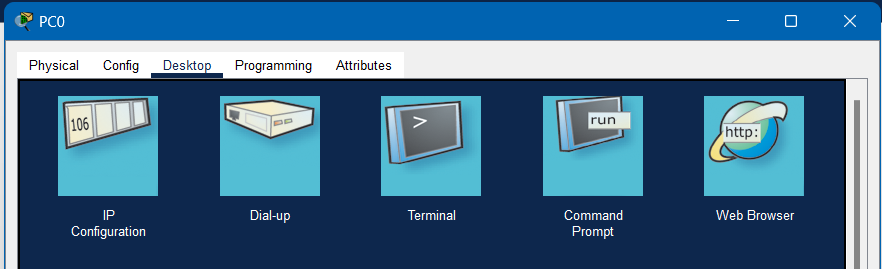 PC0
Physical Config Desktop Programming Attributes
106
>
run
http:
IP Configuration
Dial-up
Terminal
Command Prompt
Web Browser